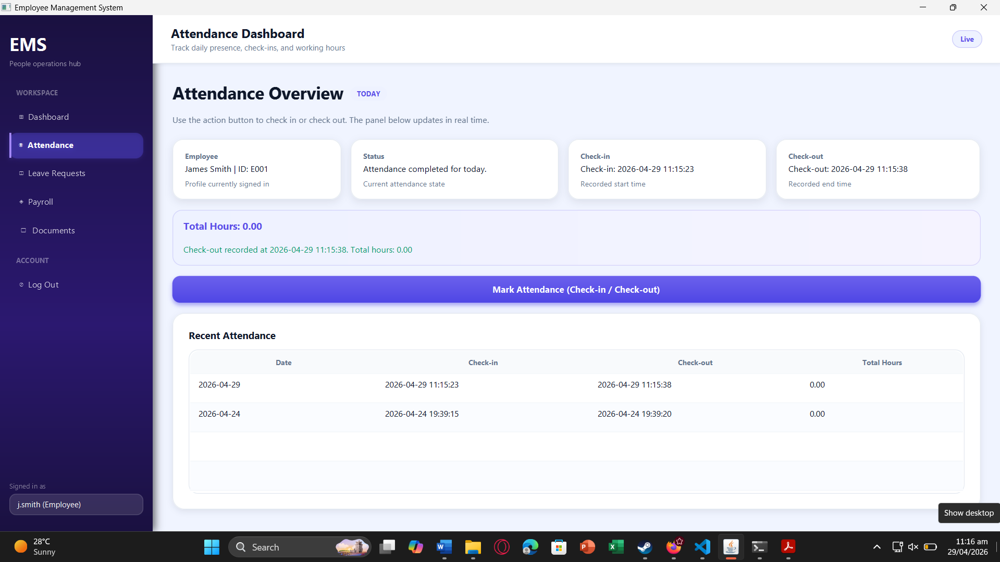 Employee Management System
EMS
People operations hub
WORKSPACE
Dashboard
Attendance
Leave Requests
Payroll
Documents
ACCOUNT
Log Out
Signed in as
j.smith (Employee)
Attendance Dashboard
Track daily presence, check-ins, and working hours
Live
Attendance Overview TODAY
Use the action button to check in or check out. The panel below updates in real time.
Employee
James Smith | ID: E001
Profile currently signed in
Status
Attendance completed for today.
Current attendance state
Check-in
Check-in: 2026-04-29 11:15:23
Recorded start time
Check-out
Check-out: 2026-04-29 11:15:38
Recorded end time
Total Hours: 0.00
Check-out recorded at 2026-04-29 11:15:38. Total hours: 0.00
Mark Attendance (Check-in / Check-out)
Recent Attendance
Date Check-in Check-out Total Hours
2026-04-29 2026-04-29 11:15:23 2026-04-29 11:15:38 0.00
2026-04-24 2026-04-24 19:39:15 2026-04-24 19:39:20 0.00
Show desktop
28°C
Sunny
Search
11:16 am
29/04/2026